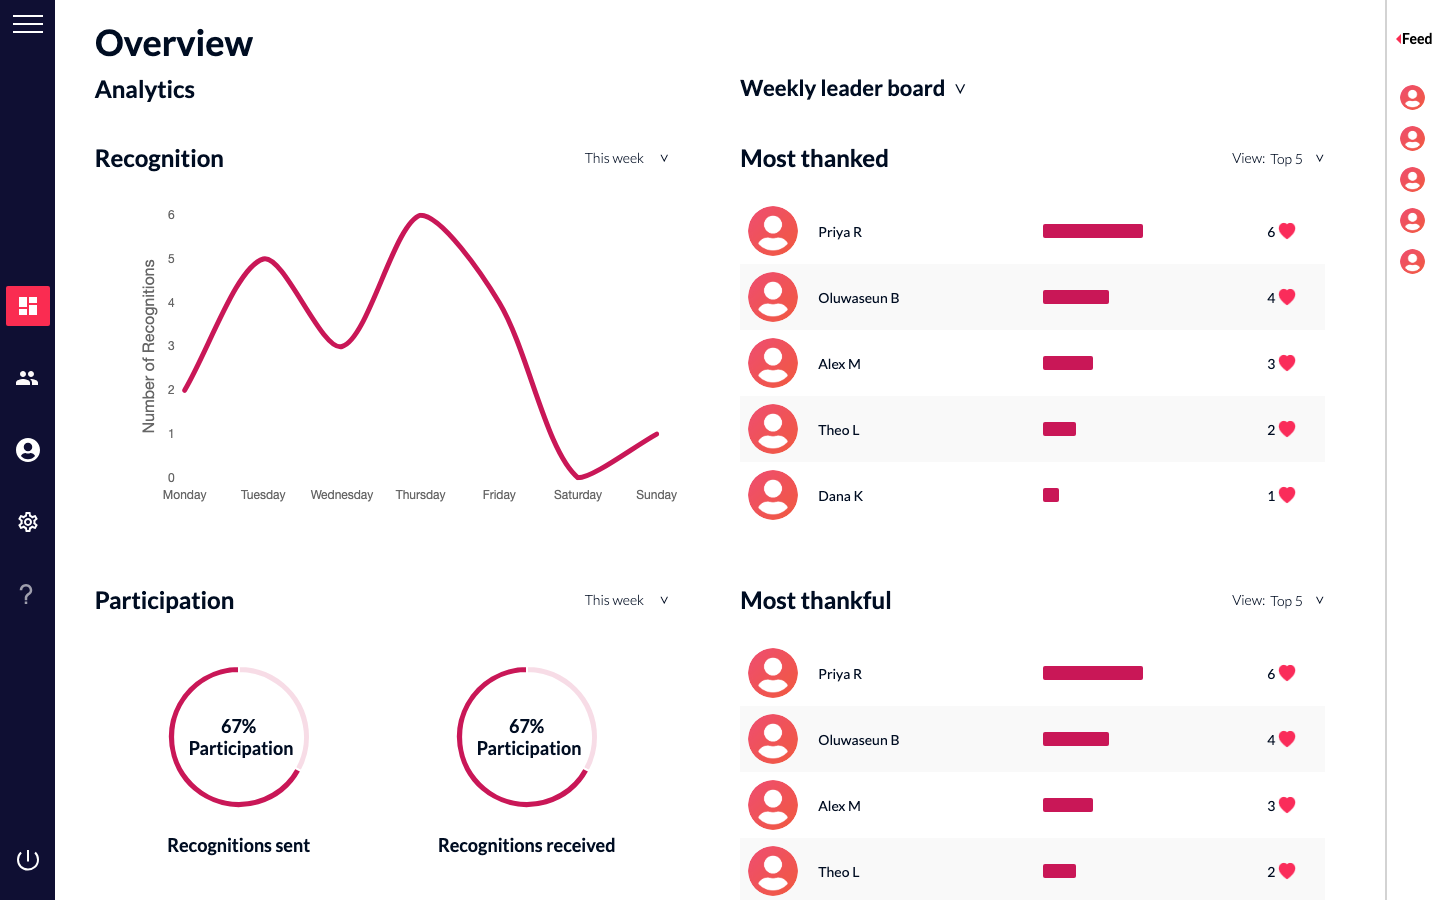 Overview
Analytics
Recognition
This week
6
5
4
3
2
1
0
Number of Recognitions
Monday Tuesday Wednesday Thursday Friday Saturday Sunday
Participation
This week
67%
Participation
Recognitions sent
67%
Participation
Recognitions received
Weekly leader board
Most thanked
View: Top 5
Priya R 6
Oluwaseun B 4
Alex M 3
Theo L 2
Dana K 1
Most thankful
View: Top 5
Priya R 6
Oluwaseun B 4
Alex M 3
Theo L 2
Feed